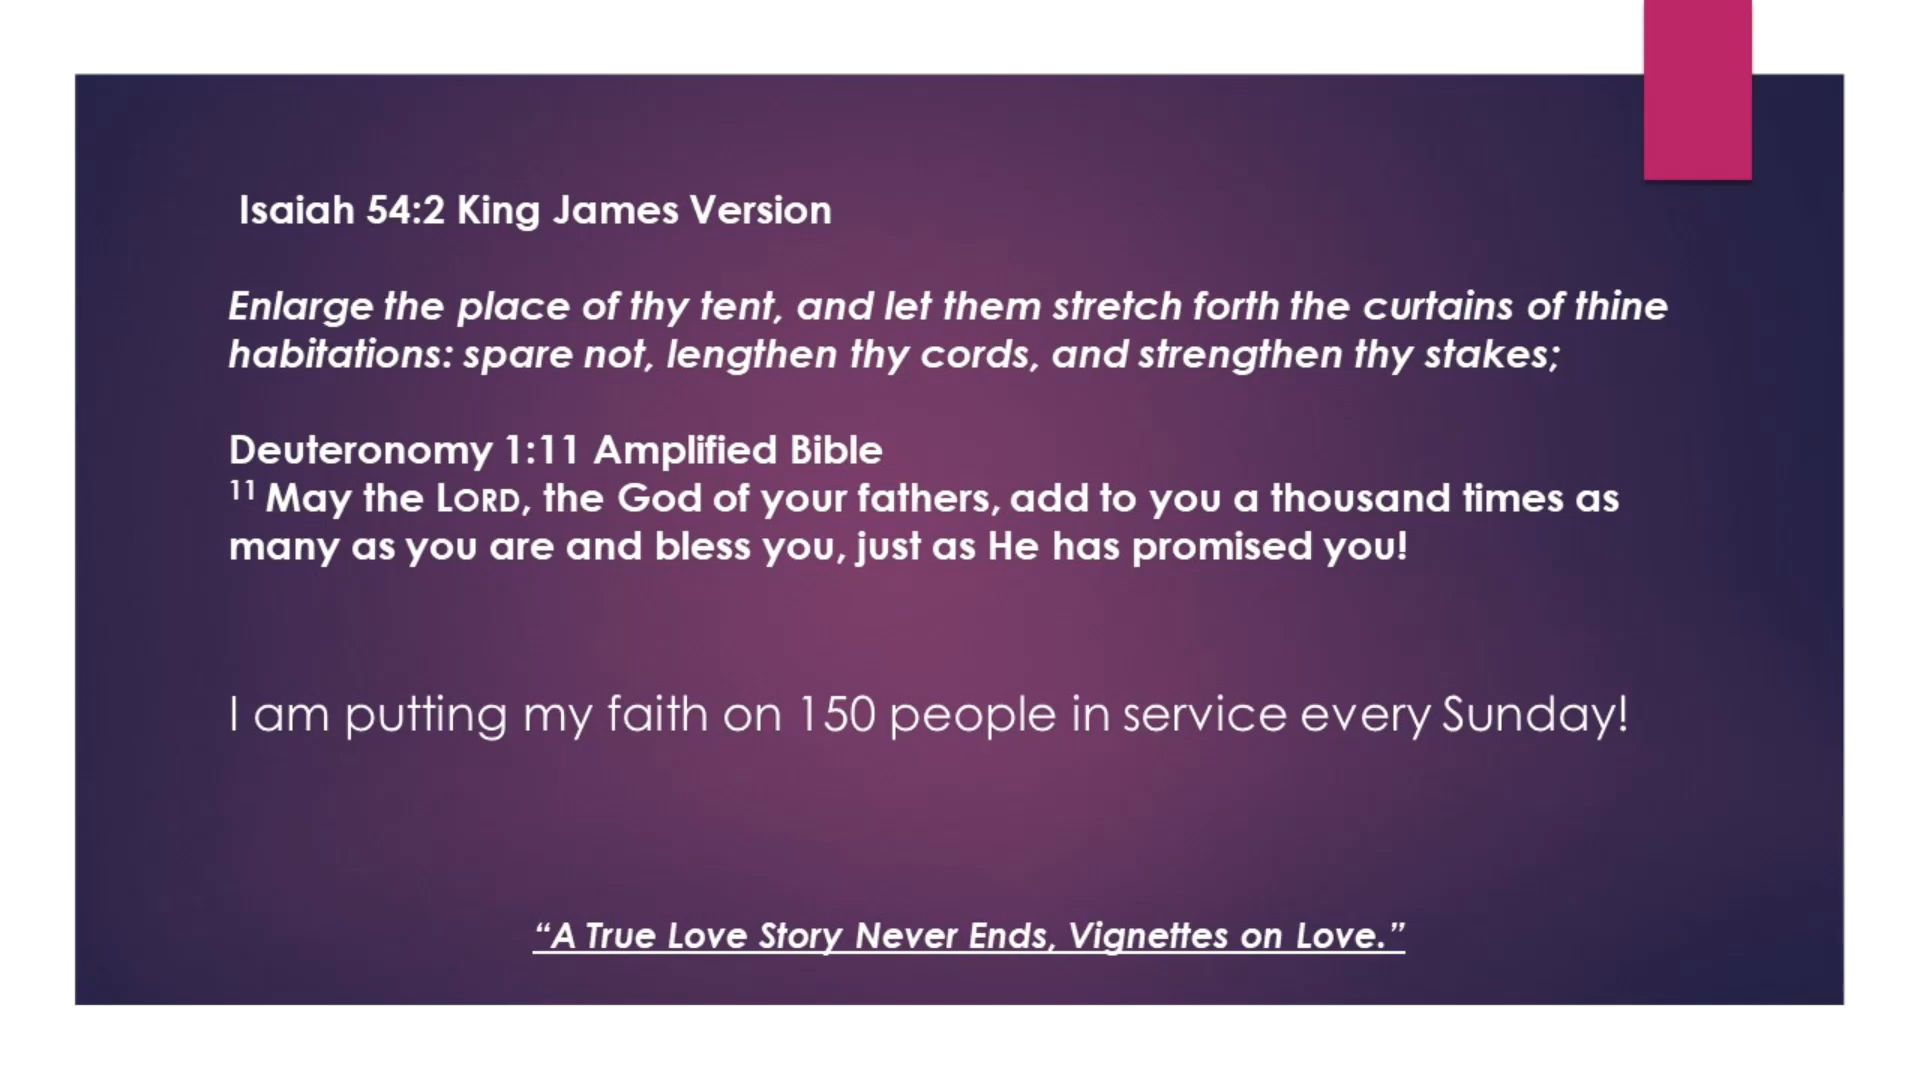 Isaiah 54:2 King James Version
Enlarge the place of thy tent, and let them stretch forth the curtains of thine
habitations: spare not, lengthen thy cords, and strengthen thy stakes;
Deuteronomy 1:11 Amplified Bible
11 May the LORD, the God of your fathers, add to you a thousand times as
many as you are and bless you, just as He has promised you!
I am putting my faith on 150 people in service every Sunday!
“A True Love Story Never Ends, Vignettes on Love.”